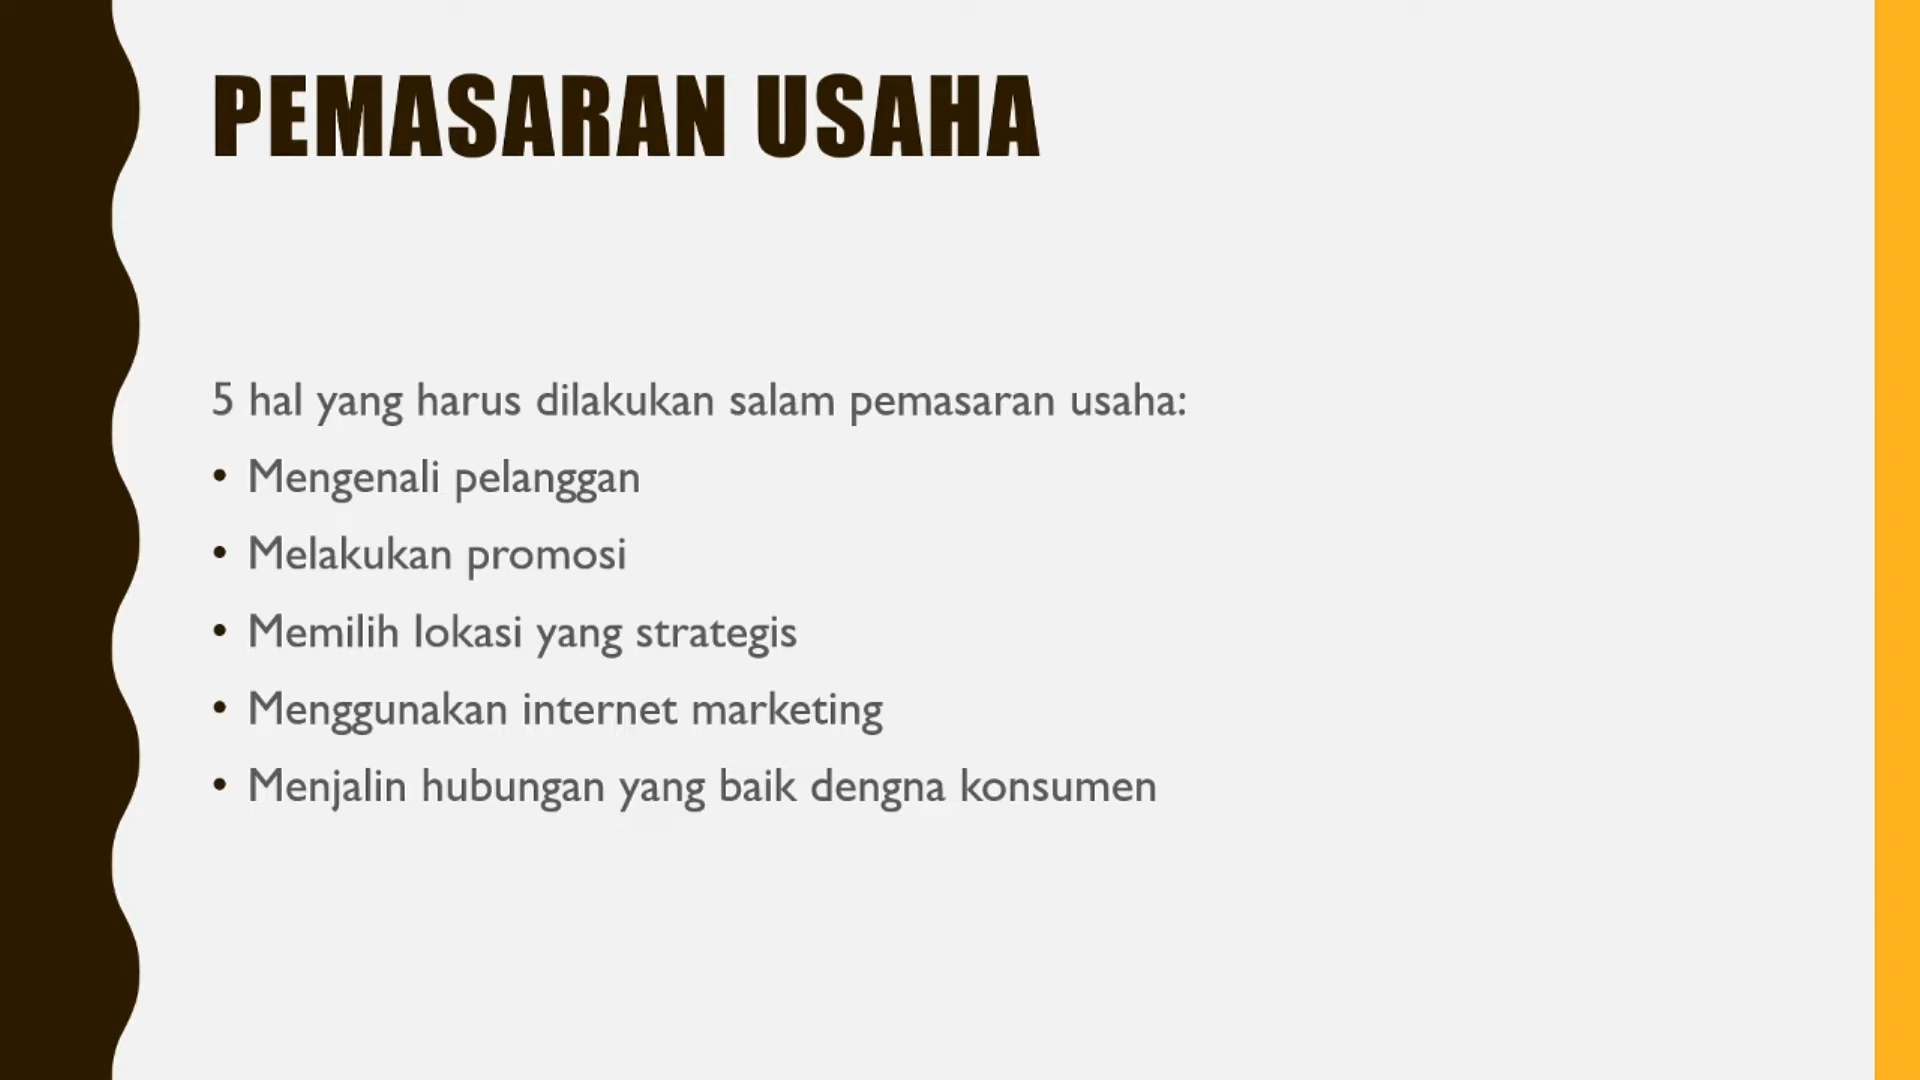 PEMASARAN USAHA
5 hal yang harus dilakukan salam pemasaran usaha:
• Mengenali pelanggan
• Melakukan promosi
• Memilih lokasi yang strategis
• Menggunakan internet marketing
• Menjalin hubungan yang baik dengna konsumen